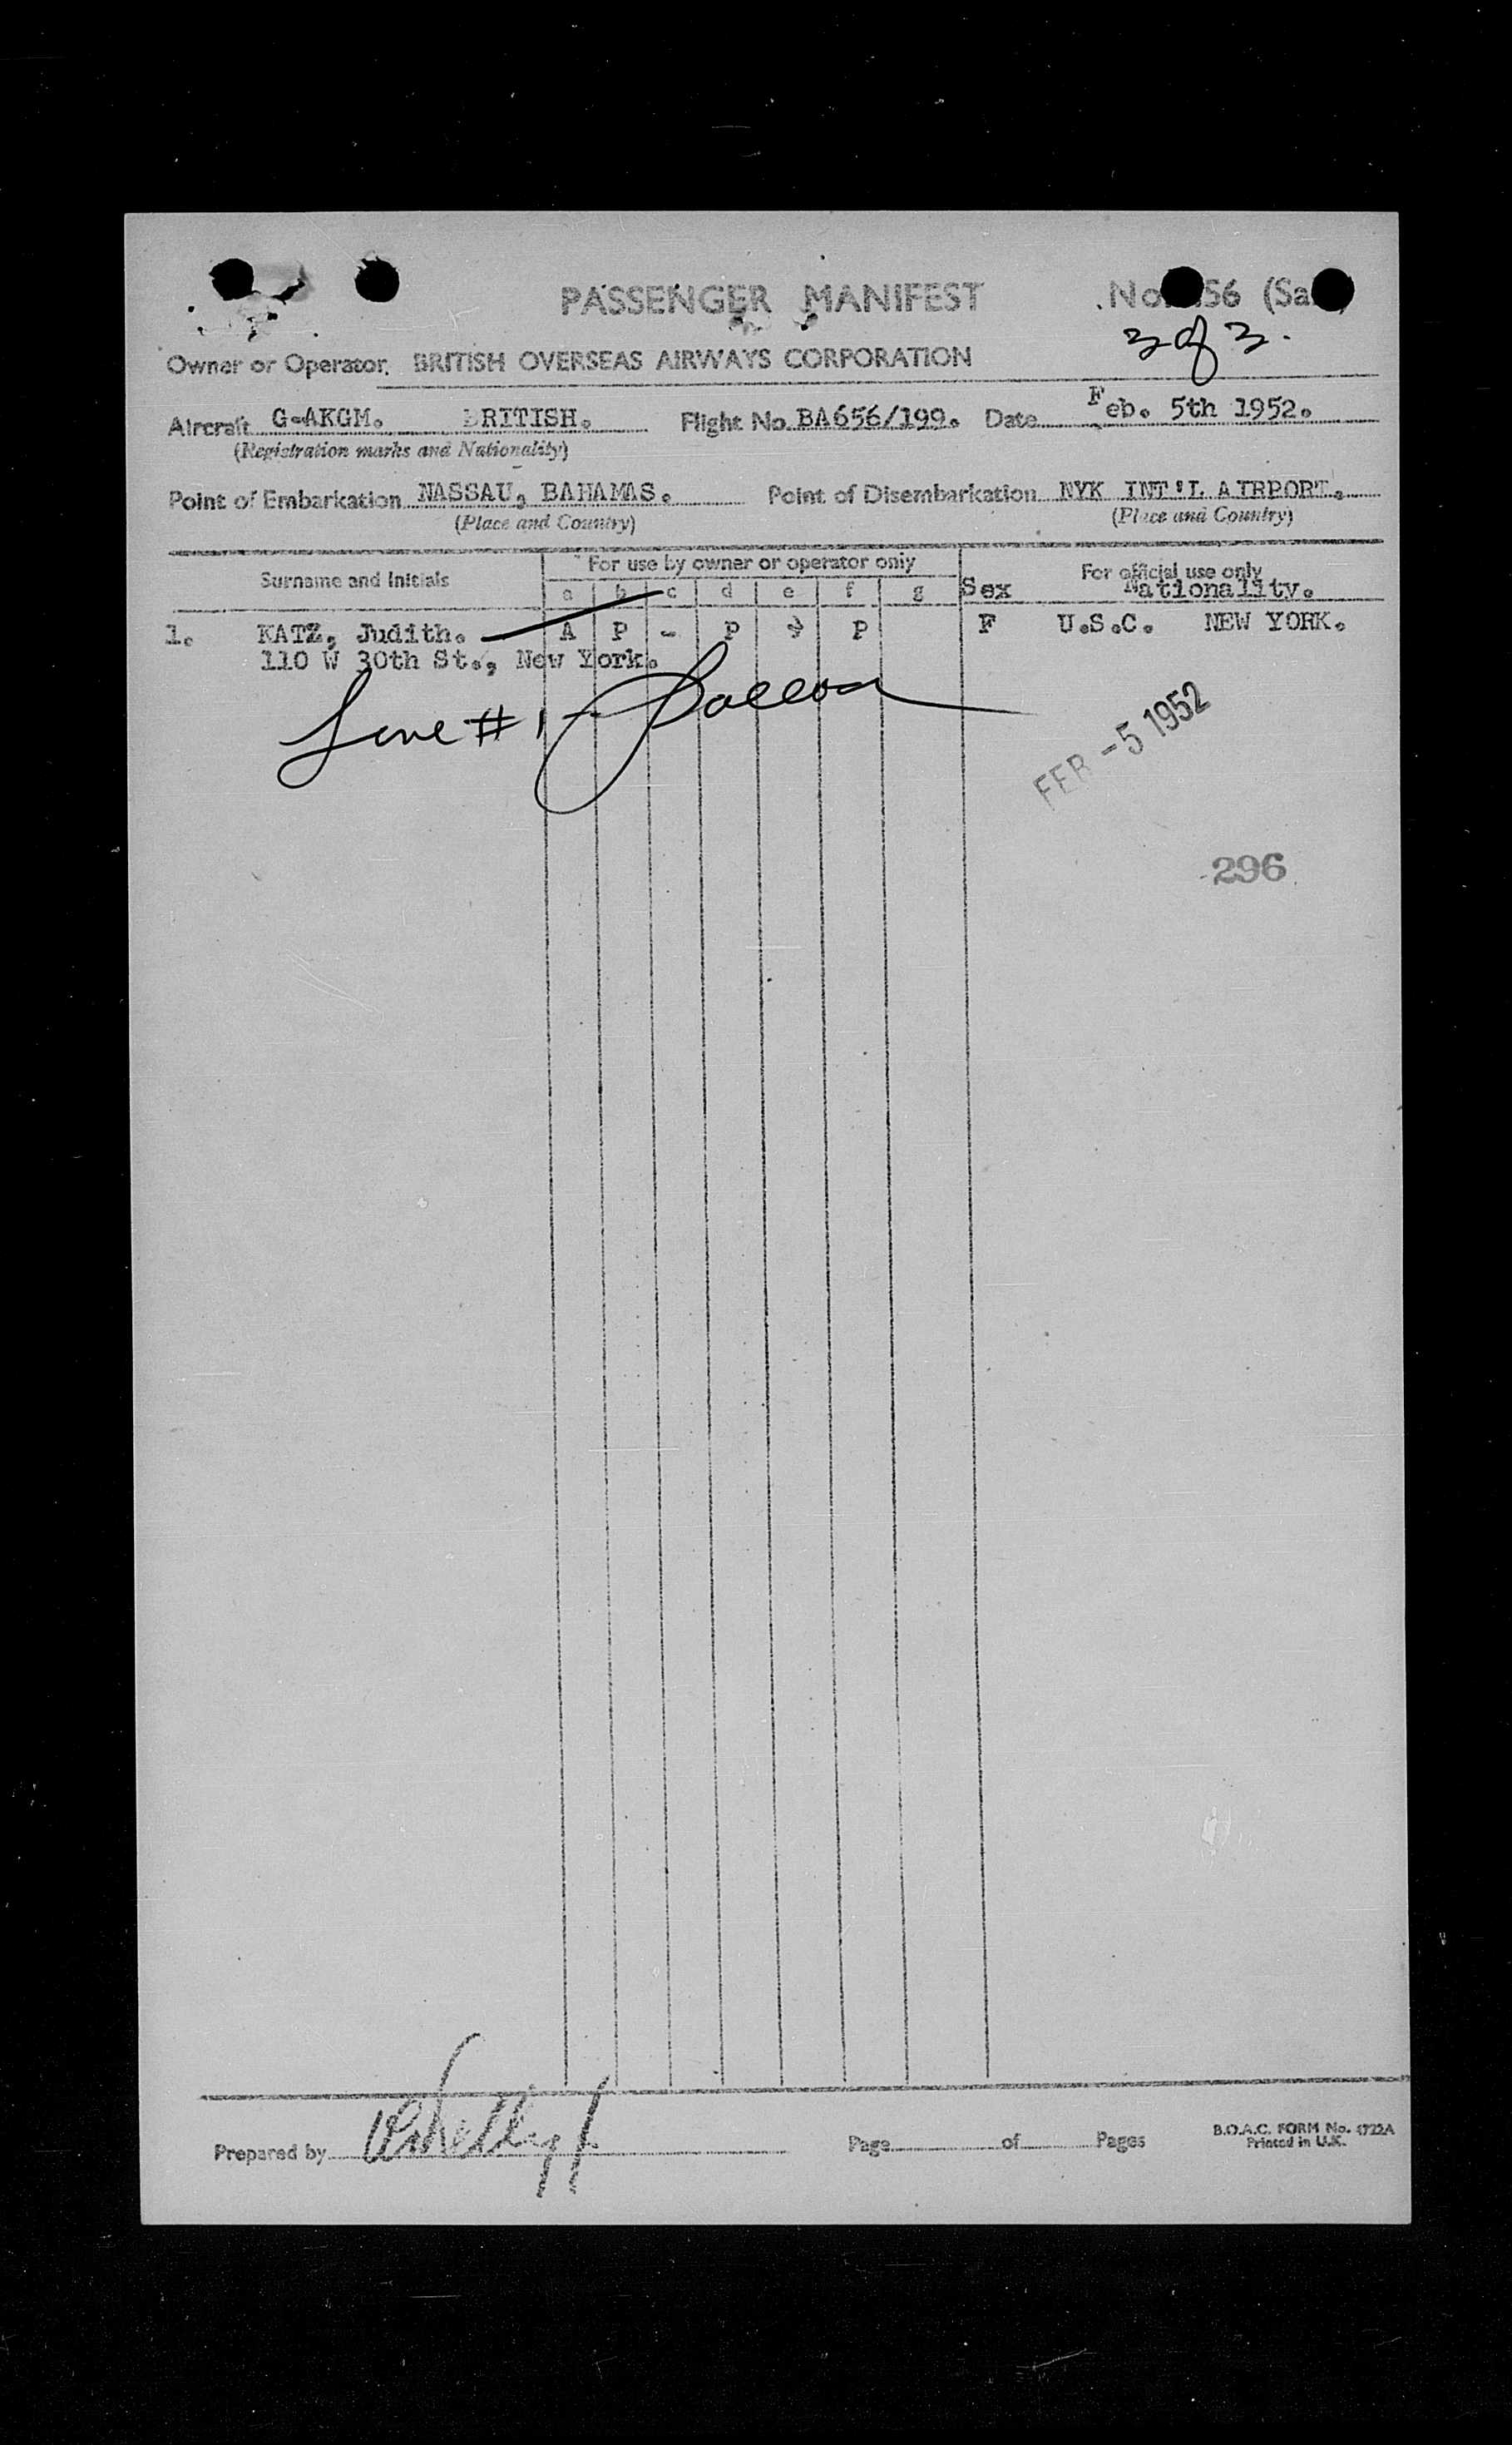 PASSENGER MANIFEST
No. 56 (Sa
3 of 3.
Owner or Operator. BRITISH OVERSEAS AIRWAYS CORPORATION
Aircraft G-AKGM. BRITISH. Flight No. BA656/199. Date Feb. 5th 1952.
(Registration marks and Nationality)
Point of Embarkation NASSAU, BAHAMAS. Point of Disembarkation NYK INT'L AIRPORT.
(Place and Country) (Place and Country)
Surname and Initials For use by owner or operator only For official use only
a b c d e f g Sex Nationality.
1. KATZ, Judith. A P - P P F U.S.C. NEW YORK.
110 W 30th St., New York.
Line #1 -
FEB -5 1952
296
Prepared by Page of Pages
B.O.A.C. FORM No. 1722A
Printed in U.K.